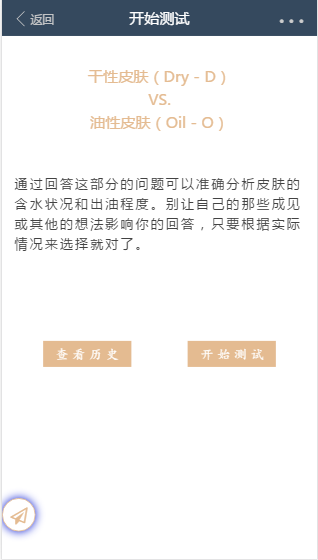 返回
开始测试
干性皮肤（Dry - D）
VS.
油性皮肤（Oil - O）
通过回答这部分的问题可以准确分析皮肤的
含水状况和出油程度。别让自己的那些成见
或其他的想法影响你的回答，只要根据实际
情况来选择就对了。
查看历史
开始测试